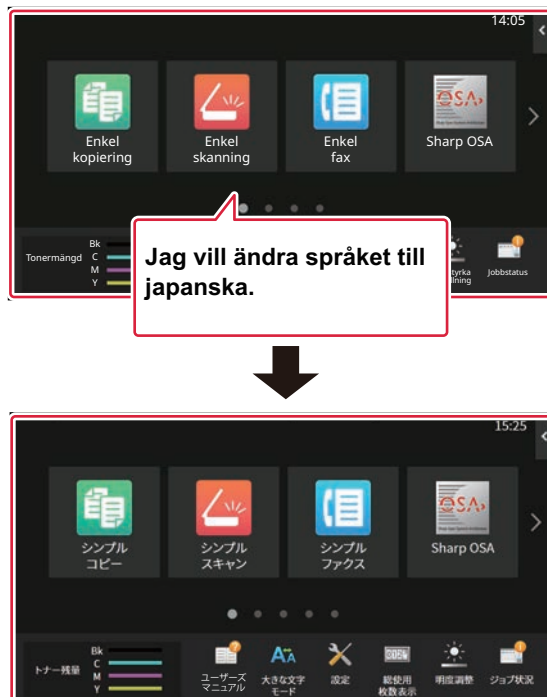 14:05
Enkel
kopiering
Enkel
skanning
Enkel
fax
Sharp OSA
Tonermängd
Bk
C
M
Y
Jobbstatus
Jag vill ändra språket till
japanska.
15:25
シンプル
コピー
シンプル
スキャン
シンプル
ファクス
Sharp OSA
トナー残量
Bk
C
M
Y
ユーザーズ
マニュアル
大きな文字
モード
設定
総使用
枚数表示
明度調整
ジョブ状況